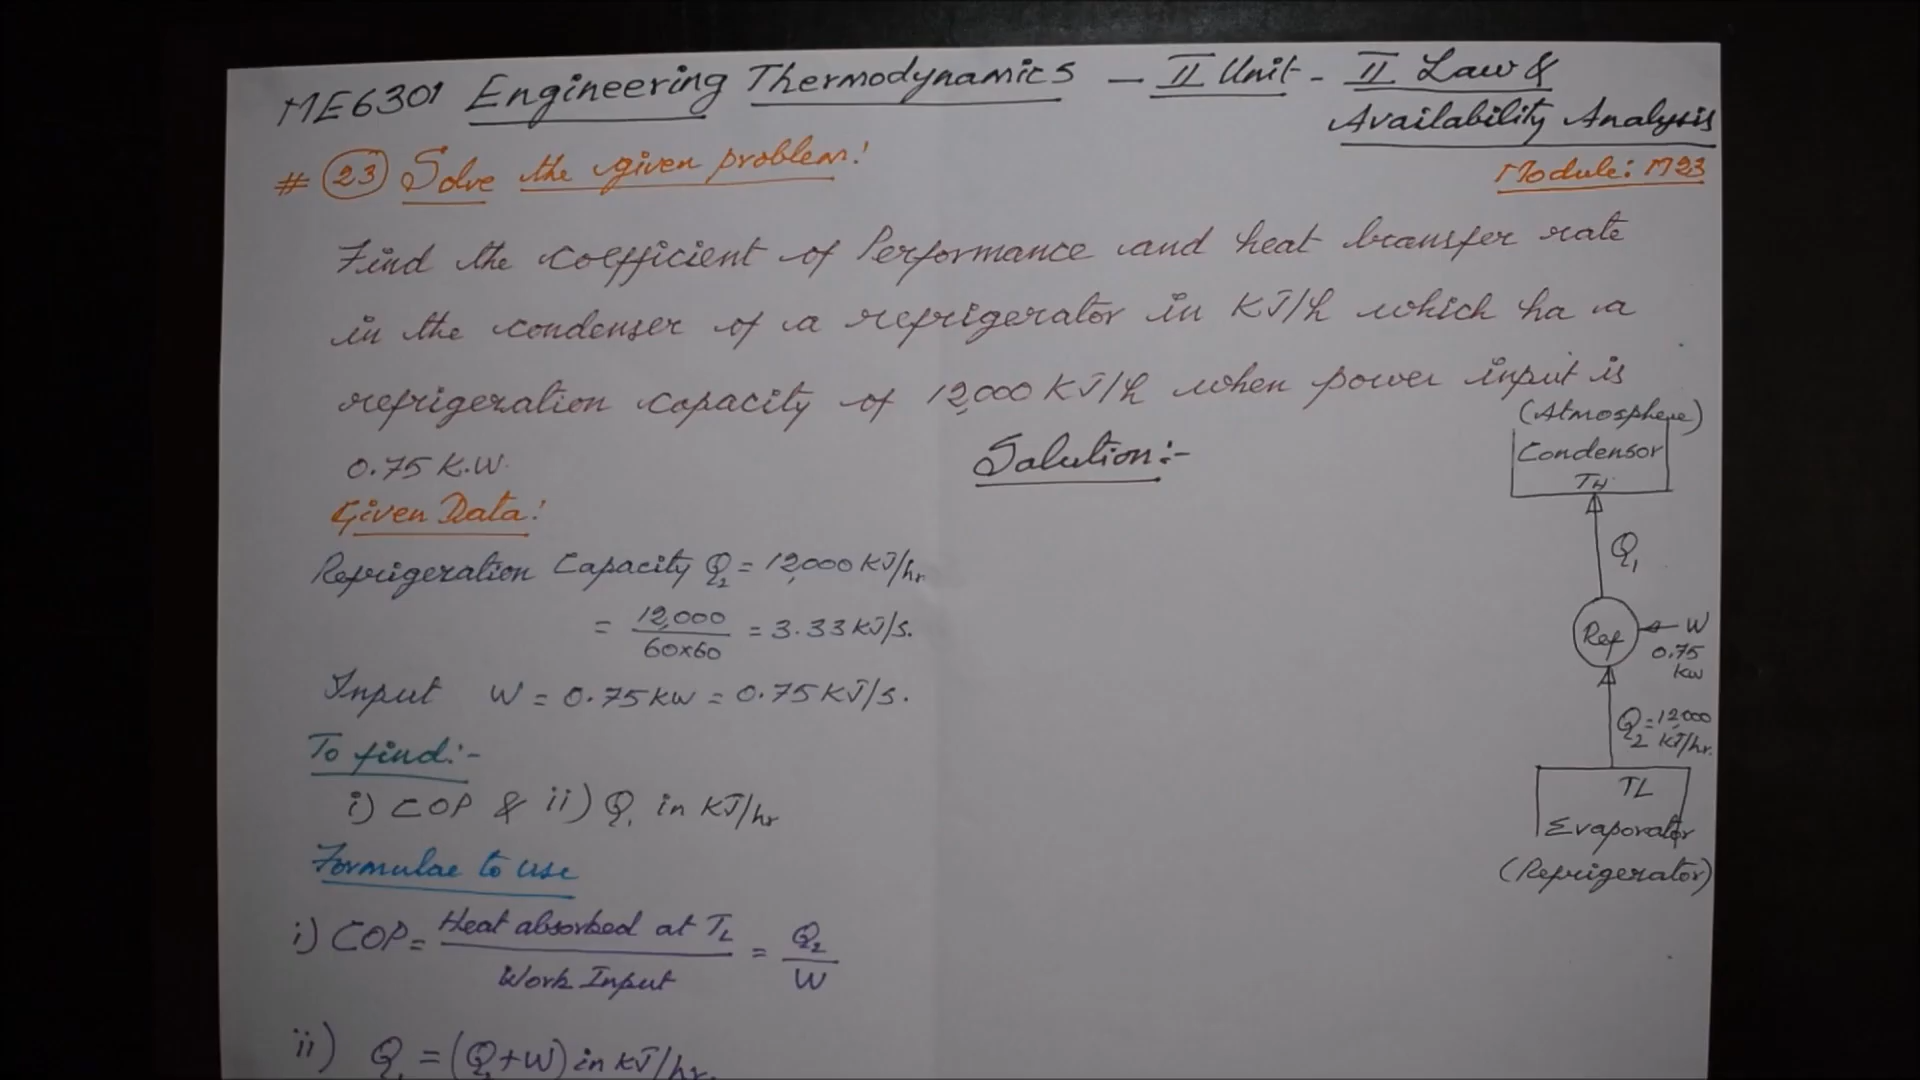 ME6301 Engineering Thermodynamics - II Unit - II Law &
Availability Analysis
Module: M23
# 23 Solve the given problem!
Find the coefficient of Performance and heat transfer rate
in the condenser of a refrigerator in KJ/h which ha a
refrigeration capacity of 12,000 KJ/h when power input is
0.75 K.W.
Given Data!
Refrigeration Capacity Q2 = 12,000 KJ/hr
= 12,000 / 60x60 = 3.33 KJ/s.
Input W = 0.75 kw = 0.75 KJ/s.
To find:-
i) COP & ii) Q1 in KJ/hr
Formulae to use
i) COP = Heat absorbed at TL / Work Input = Q2 / W
ii) Q1 = (Q2+W) in KJ/hr.
Solution:-
(Atmosphere)
Condensor
TH
Q1
Ref
W
0.75
kw
Q2 = 12,000
KJ/hr.
TL
Evaporator
(Refrigerator)